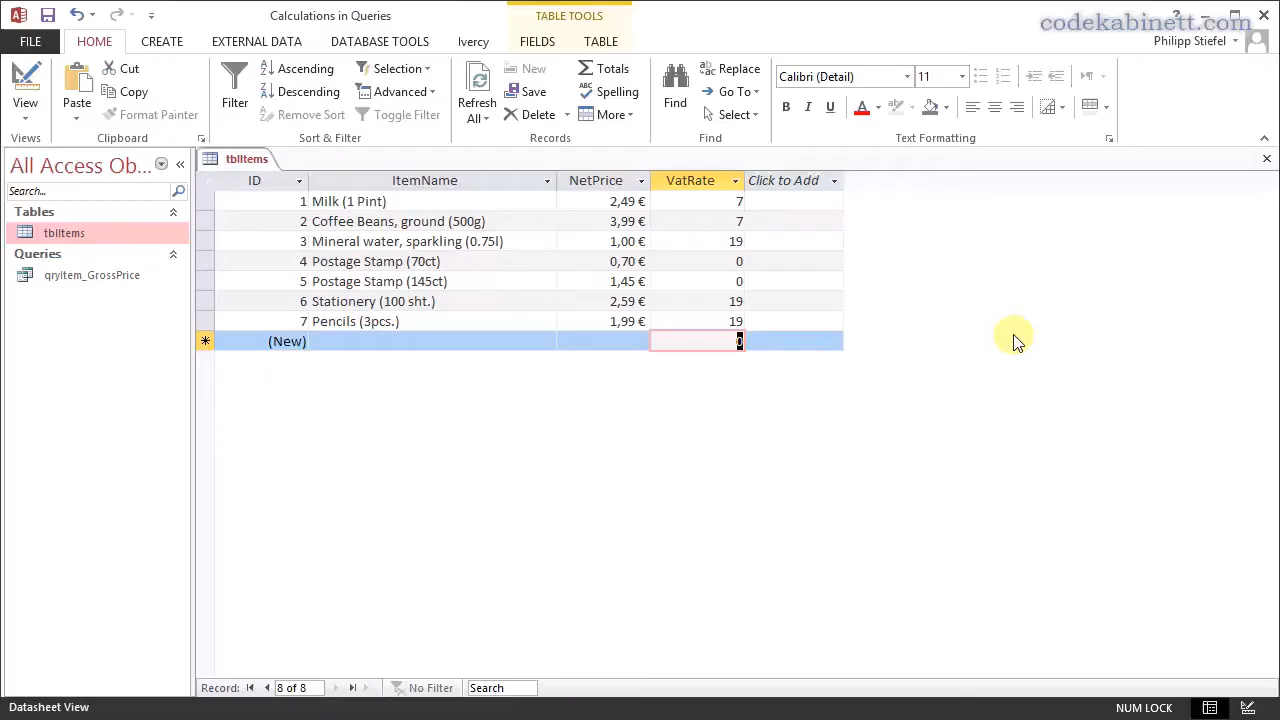 Calculations in Queries
TABLE TOOLS
?
codekabinett.com
FILE HOME CREATE EXTERNAL DATA DATABASE TOOLS Ivercy FIELDS TABLE
Philipp Stiefel
View
Views
Paste
Cut
Copy
Format Painter
Clipboard
Filter
Ascending
Descending
Remove Sort
Selection
Advanced
Toggle Filter
Sort & Filter
Refresh
All
New
Save
Delete
Totals
Spelling
More
Records
Find
Replace
Go To
Select
Find
Calibri (Detail) 11
B I U A
Text Formatting
All Access Ob...
Search...
Tables
tblItems
Queries
qryItem_GrossPrice
tblItems
ID ItemName NetPrice VatRate Click to Add
1 Milk (1 Pint) 2,49 € 7
2 Coffee Beans, ground (500g) 3,99 € 7
3 Mineral water, sparkling (0.75l) 1,00 € 19
4 Postage Stamp (70ct) 0,70 € 0
5 Postage Stamp (145ct) 1,45 € 0
6 Stationery (100 sht.) 2,59 € 19
7 Pencils (3pcs.) 1,99 € 19
(New) 0
Record: 8 of 8 No Filter Search
Datasheet View
NUM LOCK